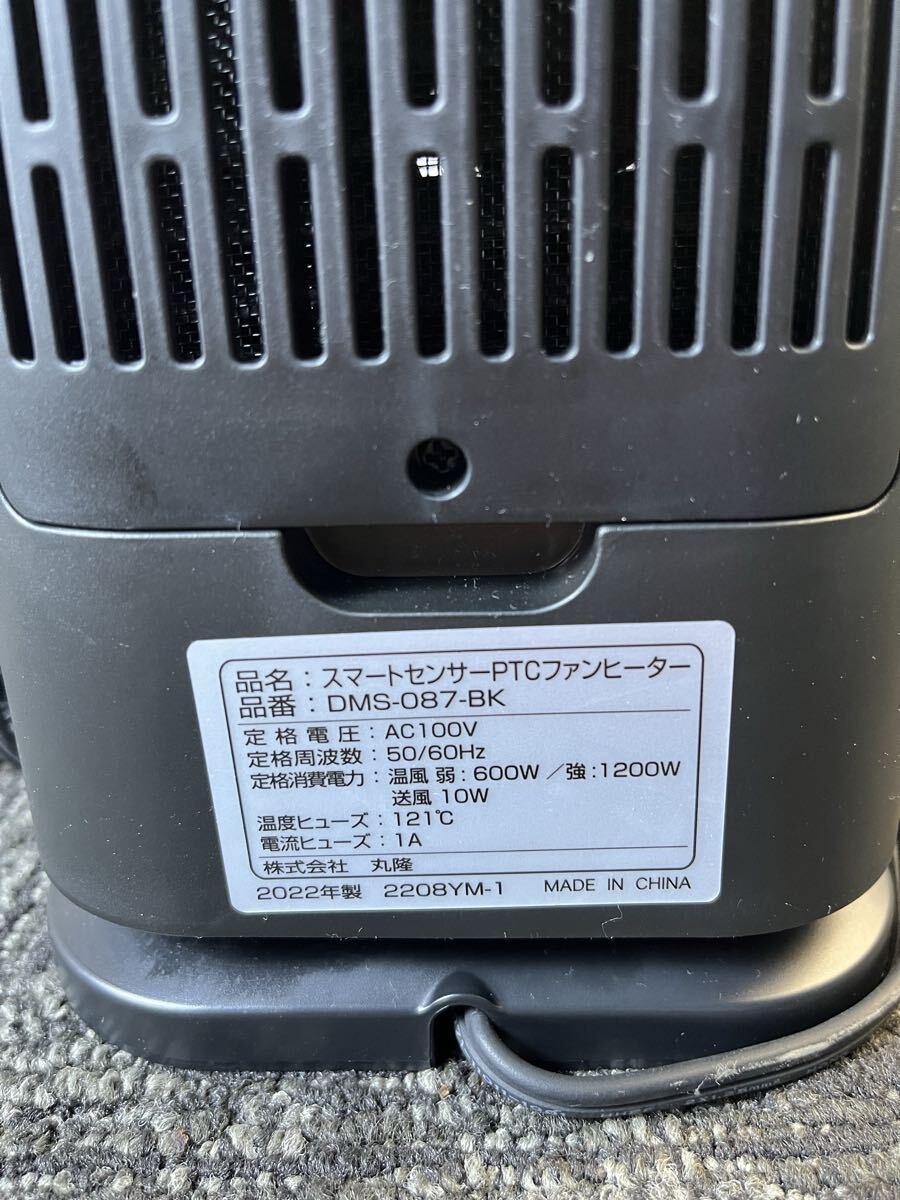 品名：スマートセンサーPTCファンヒーター
品番：DMS-087-BK
定格電圧：AC100V
定格周波数：50/60Hz
定格消費電力：温風 弱：600W／強：1200W
送風 10W
温度ヒューズ：121℃
電流ヒューズ：1A
株式会社 丸隆
2022年製 2208YM-1 MADE IN CHINA